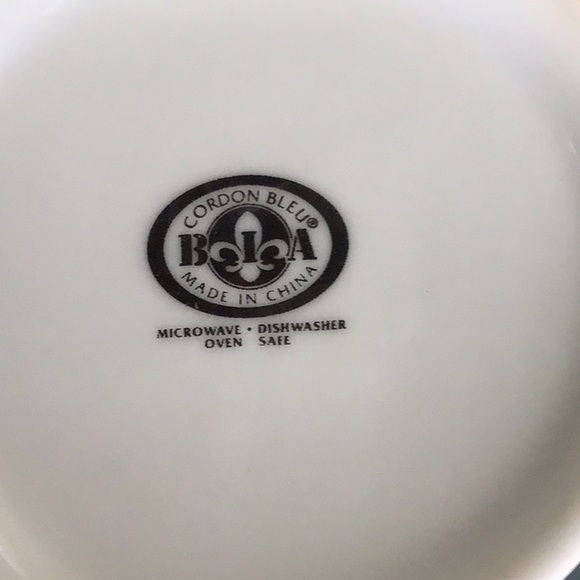 CORDON BLEU®
BIA
MADE IN CHINA
MICROWAVE · DISHWASHER
OVEN SAFE